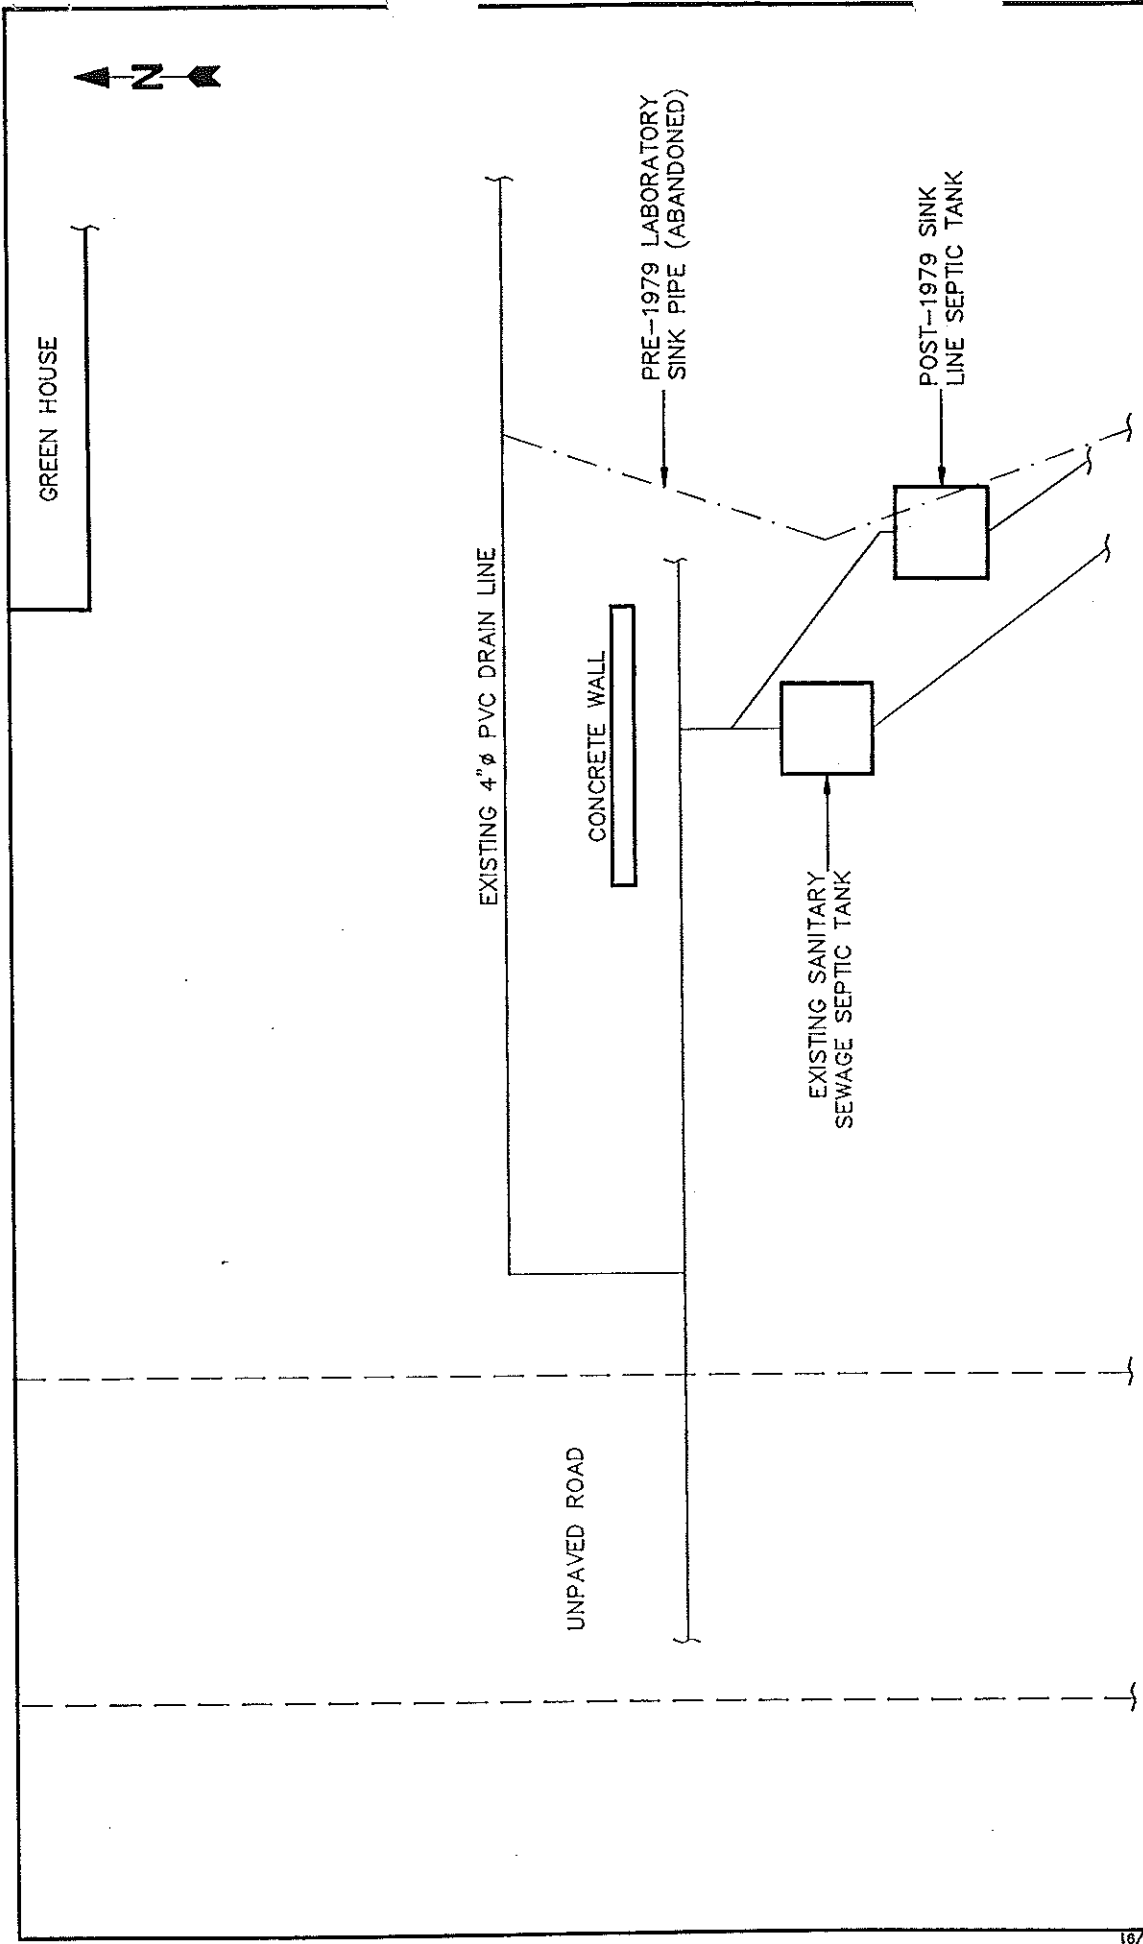 N
GREEN HOUSE
EXISTING 4"ø PVC DRAIN LINE
CONCRETE WALL
PRE-1979 LABORATORY
SINK PIPE (ABANDONED)
POST-1979 SINK
LINE SEPTIC TANK
EXISTING SANITARY
SEWAGE SEPTIC TANK
UNPAVED ROAD